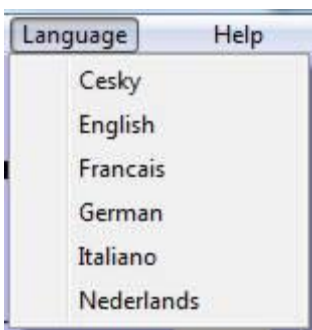 Language Help
Cesky
English
Francais
German
Italiano
Nederlands